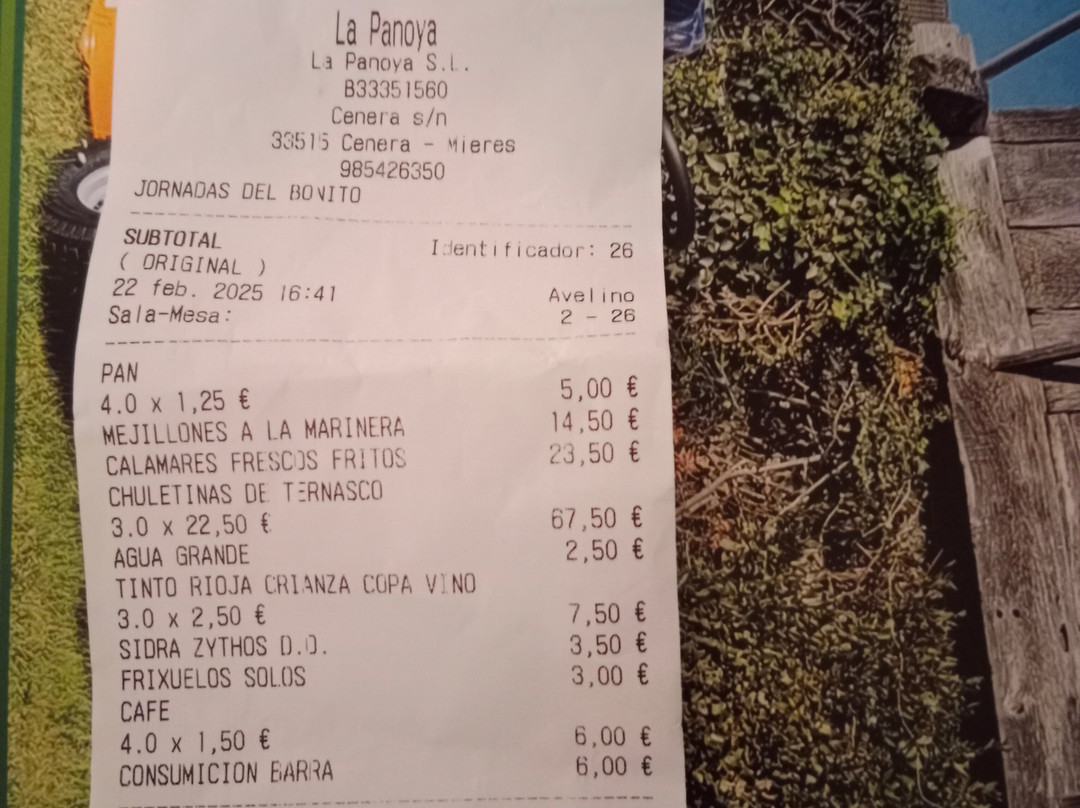 La Panoya
La Panoya S.L.
B33351560
Cenera s/n
33515 Cenera - Mieres
985426350
JORNADAS DEL BONITO
SUBTOTAL
Identificador: 26
( ORIGINAL )
22 feb. 2025 16:41
Avelino
Sala-Mesa:
2 - 26
PAN
4.0 x 1,25 € 5,00 €
MEJILLONES A LA MARINERA 14,50 €
CALAMARES FRESCOS FRITOS 23,50 €
CHULETINAS DE TERNASCO
3.0 x 22,50 € 67,50 €
AGUA GRANDE 2,50 €
TINTO RIOJA CRIANZA COPA VINO
3.0 x 2,50 € 7,50 €
SIDRA ZYTHOS D.O. 3,50 €
FRIXUELOS SOLOS 3,00 €
CAFE
4.0 x 1,50 € 6,00 €
CONSUMICION BARRA 6,00 €